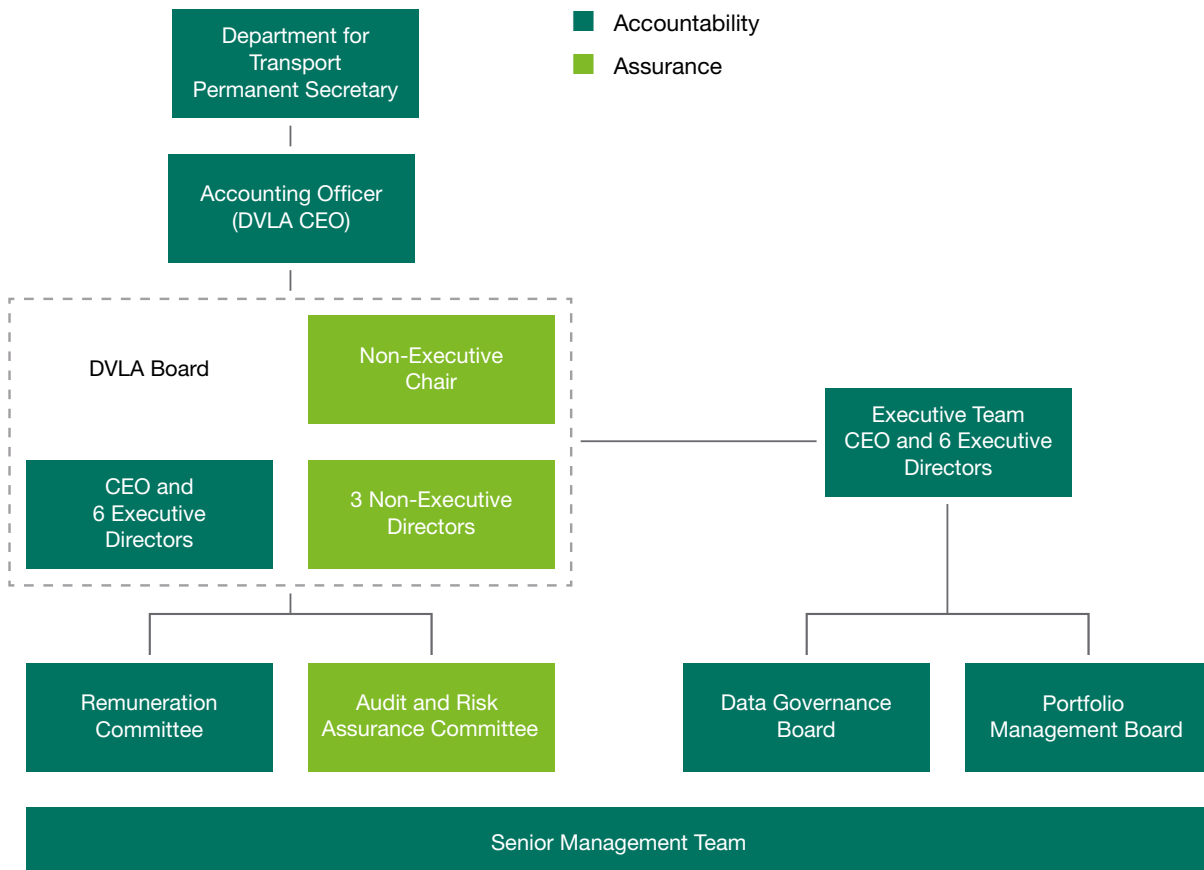 Department for
Transport
Permanent Secretary
Accountability
Assurance
Accounting Officer
(DVLA CEO)
DVLA Board
Non-Executive
Chair
CEO and
6 Executive
Directors
3 Non-Executive
Directors
Executive Team
CEO and 6 Executive
Directors
Remuneration
Committee
Audit and Risk
Assurance Committee
Data Governance
Board
Portfolio
Management Board
Senior Management Team